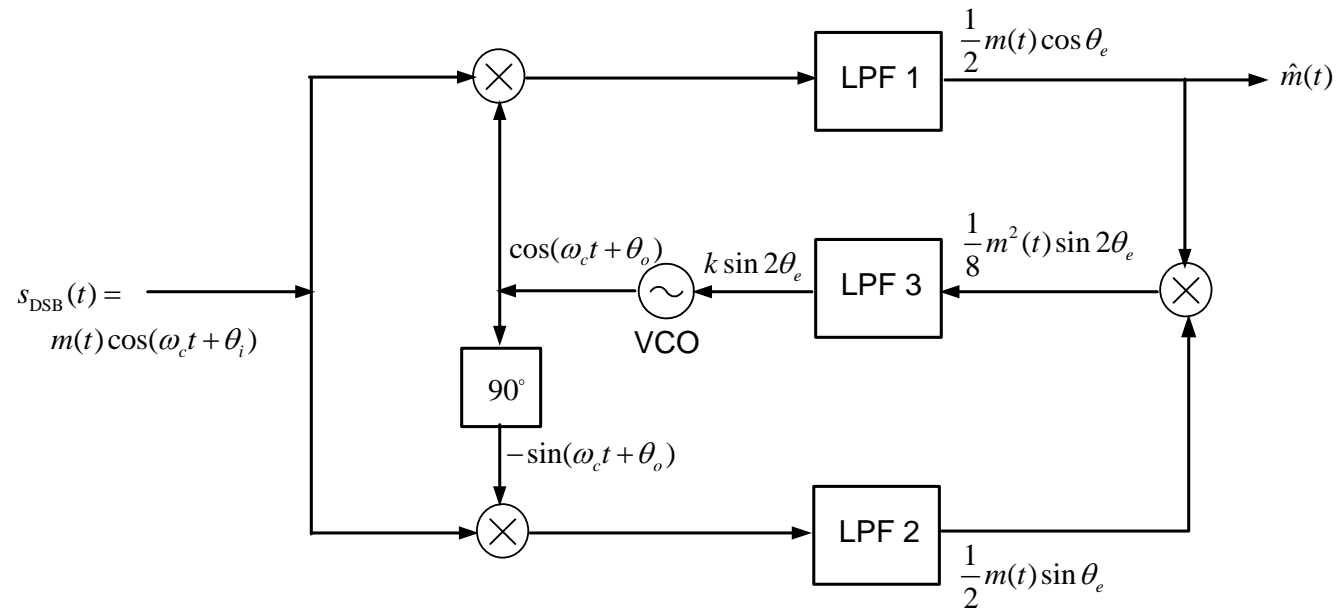 1/2 m(t) cos θ_e
LPF 1
m̂(t)
cos(ω_c t + θ_o)
k sin 2θ_e
1/8 m²(t) sin 2θ_e
LPF 3
s_DSB(t) =
m(t) cos(ω_c t + θ_i)
VCO
90°
−sin(ω_c t + θ_o)
LPF 2
1/2 m(t) sin θ_e